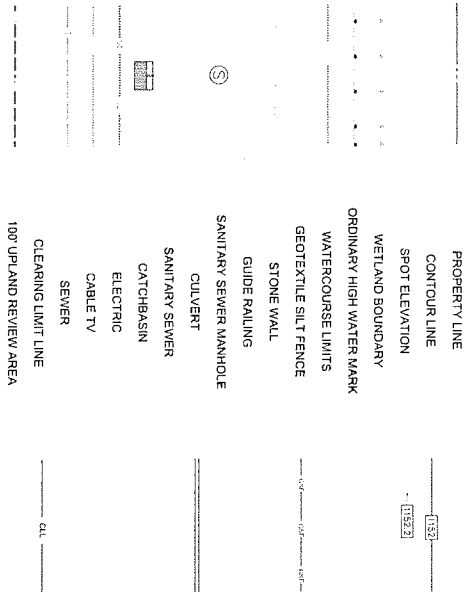 PROPERTY LINE
CONTOUR LINE
1152
SPOT ELEVATION
1152.2
WETLAND BOUNDARY
ORDINARY HIGH WATER MARK
WATERCOURSE LIMITS
GEOTEXTILE SILT FENCE
STONE WALL
GUIDE RAILING
S
SANITARY SEWER MANHOLE
CULVERT
SANITARY SEWER
CATCHBASIN
ELECTRIC
CABLE TV
SEWER
CLEARING LIMIT LINE
CLL
100' UPLAND REVIEW AREA